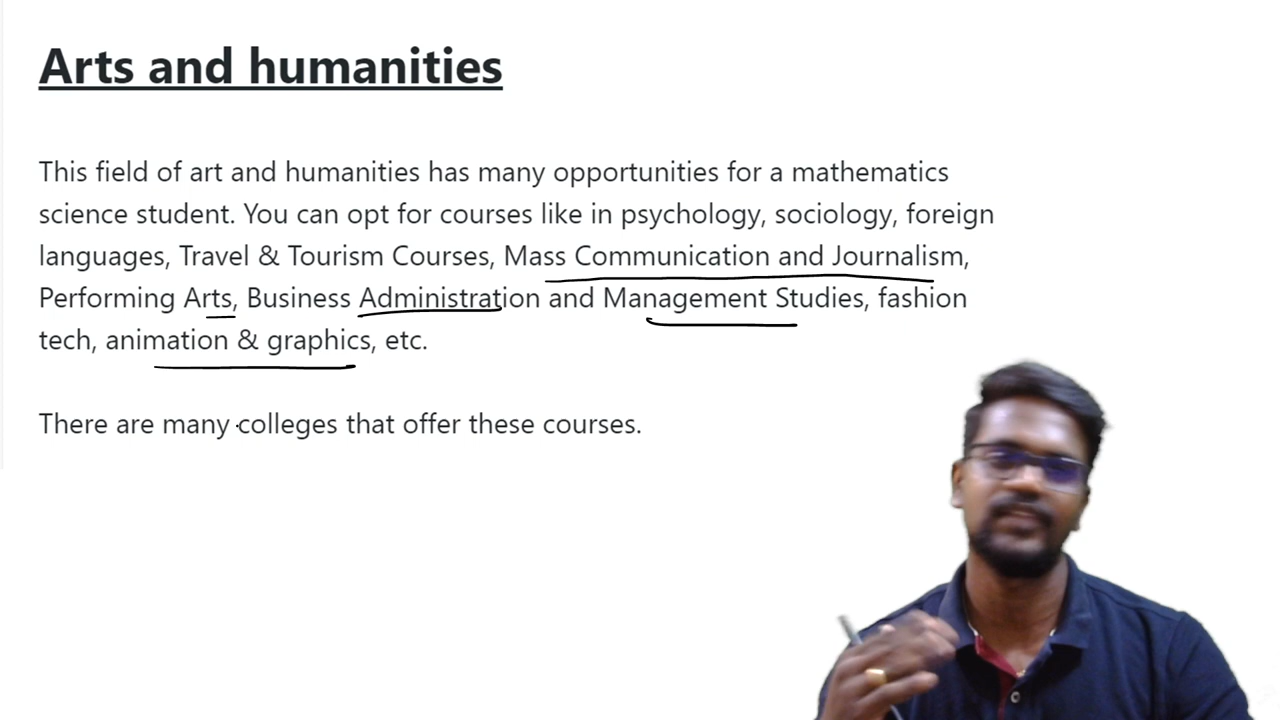 Arts and humanities
This field of art and humanities has many opportunities for a mathematics
science student. You can opt for courses like in psychology, sociology, foreign
languages, Travel & Tourism Courses, Mass Communication and Journalism,
Performing Arts, Business Administration and Management Studies, fashion
tech, animation & graphics, etc.
There are many colleges that offer these courses.